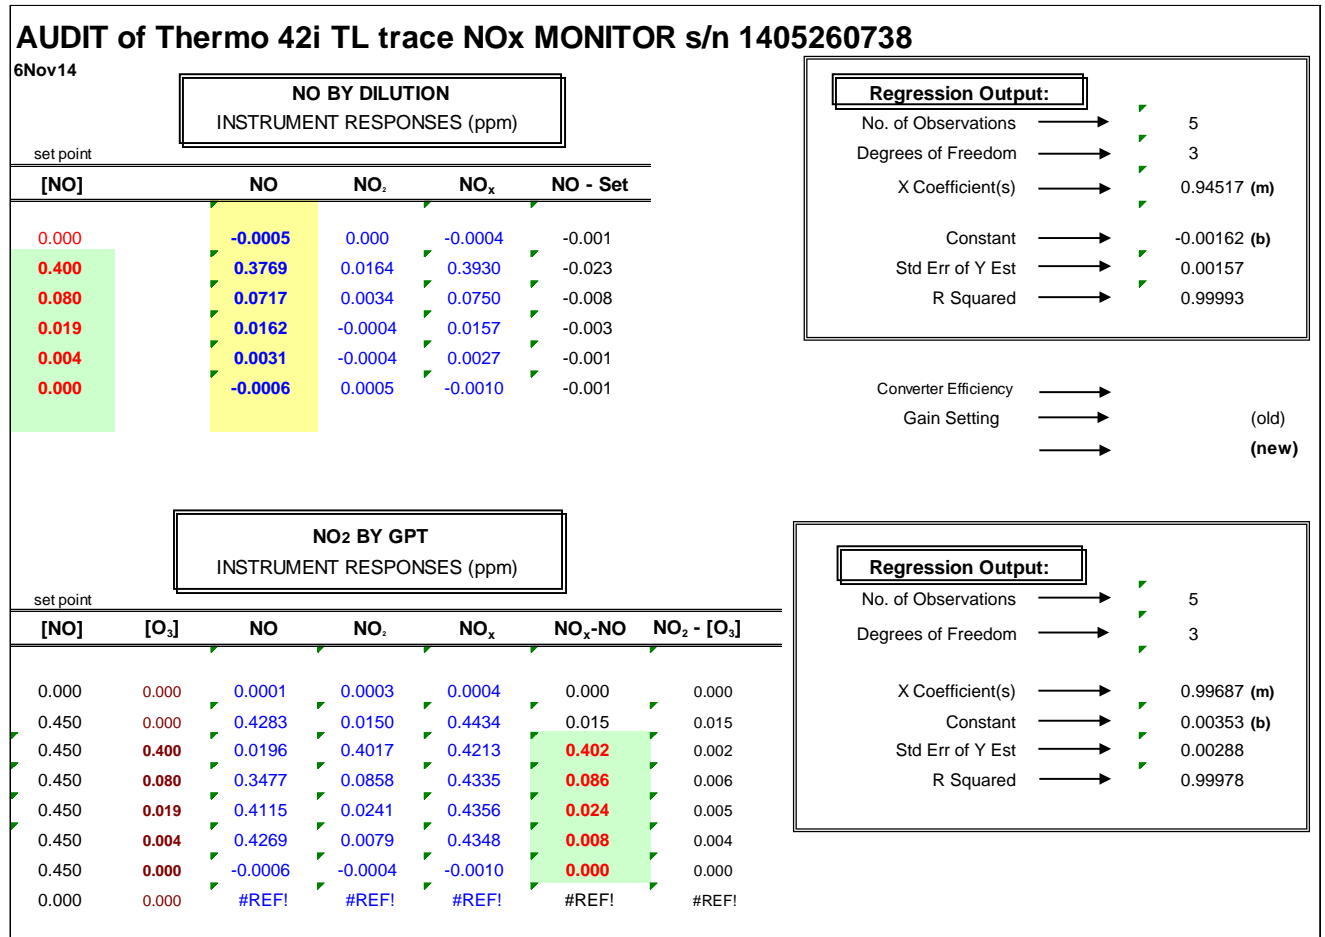 AUDIT of Thermo 42i TL trace NOx MONITOR s/n 1405260738
6Nov14
NO BY DILUTION
INSTRUMENT RESPONSES (ppm)
set point
[NO] NO NO₂ NOₓ NO - Set
0.000 -0.0005 0.000 -0.0004 -0.001
0.400 0.3769 0.0164 0.3930 -0.023
0.080 0.0717 0.0034 0.0750 -0.008
0.019 0.0162 -0.0004 0.0157 -0.003
0.004 0.0031 -0.0004 0.0027 -0.001
0.000 -0.0006 0.0005 -0.0010 -0.001
Regression Output:
No. of Observations 5
Degrees of Freedom 3
X Coefficient(s) 0.94517 (m)
Constant -0.00162 (b)
Std Err of Y Est 0.00157
R Squared 0.99993
Converter Efficiency
Gain Setting (old)
(new)
NO2 BY GPT
INSTRUMENT RESPONSES (ppm)
set point
[NO] [O₃] NO NO₂ NOₓ NOₓ-NO NO₂ - [O₃]
0.000 0.000 0.0001 0.0003 0.0004 0.000 0.000
0.450 0.000 0.4283 0.0150 0.4434 0.015 0.015
0.450 0.400 0.0196 0.4017 0.4213 0.402 0.002
0.450 0.080 0.3477 0.0858 0.4335 0.086 0.006
0.450 0.019 0.4115 0.0241 0.4356 0.024 0.005
0.450 0.004 0.4269 0.0079 0.4348 0.008 0.004
0.450 0.000 -0.0006 -0.0004 -0.0010 0.000 0.000
0.000 0.000 #REF! #REF! #REF! #REF! #REF!
Regression Output:
No. of Observations 5
Degrees of Freedom 3
X Coefficient(s) 0.99687 (m)
Constant 0.00353 (b)
Std Err of Y Est 0.00288
R Squared 0.99978